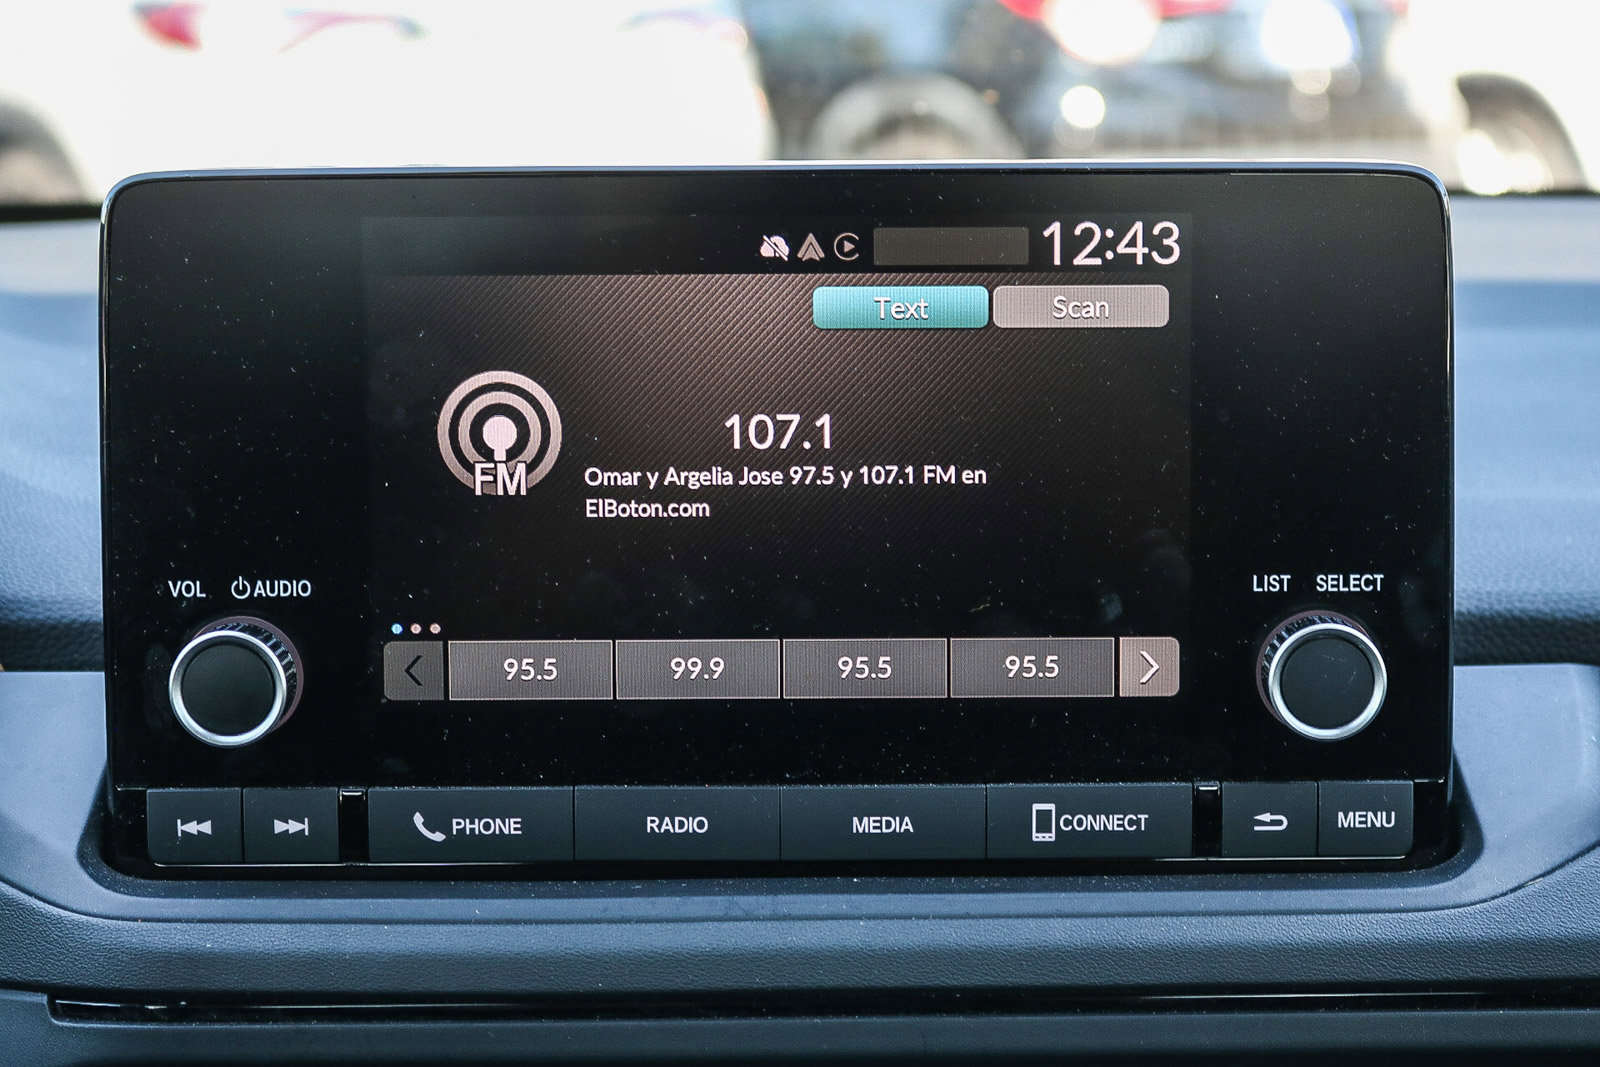 12:43
Text Scan
107.1
FM
Omar y Argelia Jose 97.5 y 107.1 FM en
ElBoton.com
VOL AUDIO
LIST SELECT
95.5 99.9 95.5 95.5
PHONE RADIO MEDIA CONNECT MENU